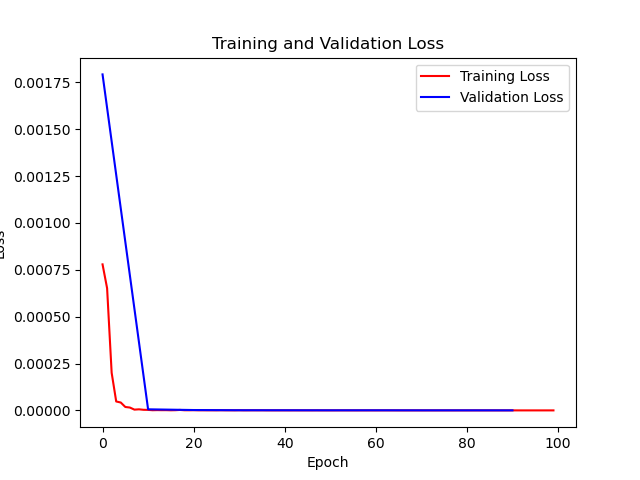 Training and Validation Loss
Training Loss
Validation Loss
0.00175
0.00150
0.00125
0.00100
0.00075
0.00050
0.00025
0.00000
Loss
0 20 40 60 80 100
Epoch